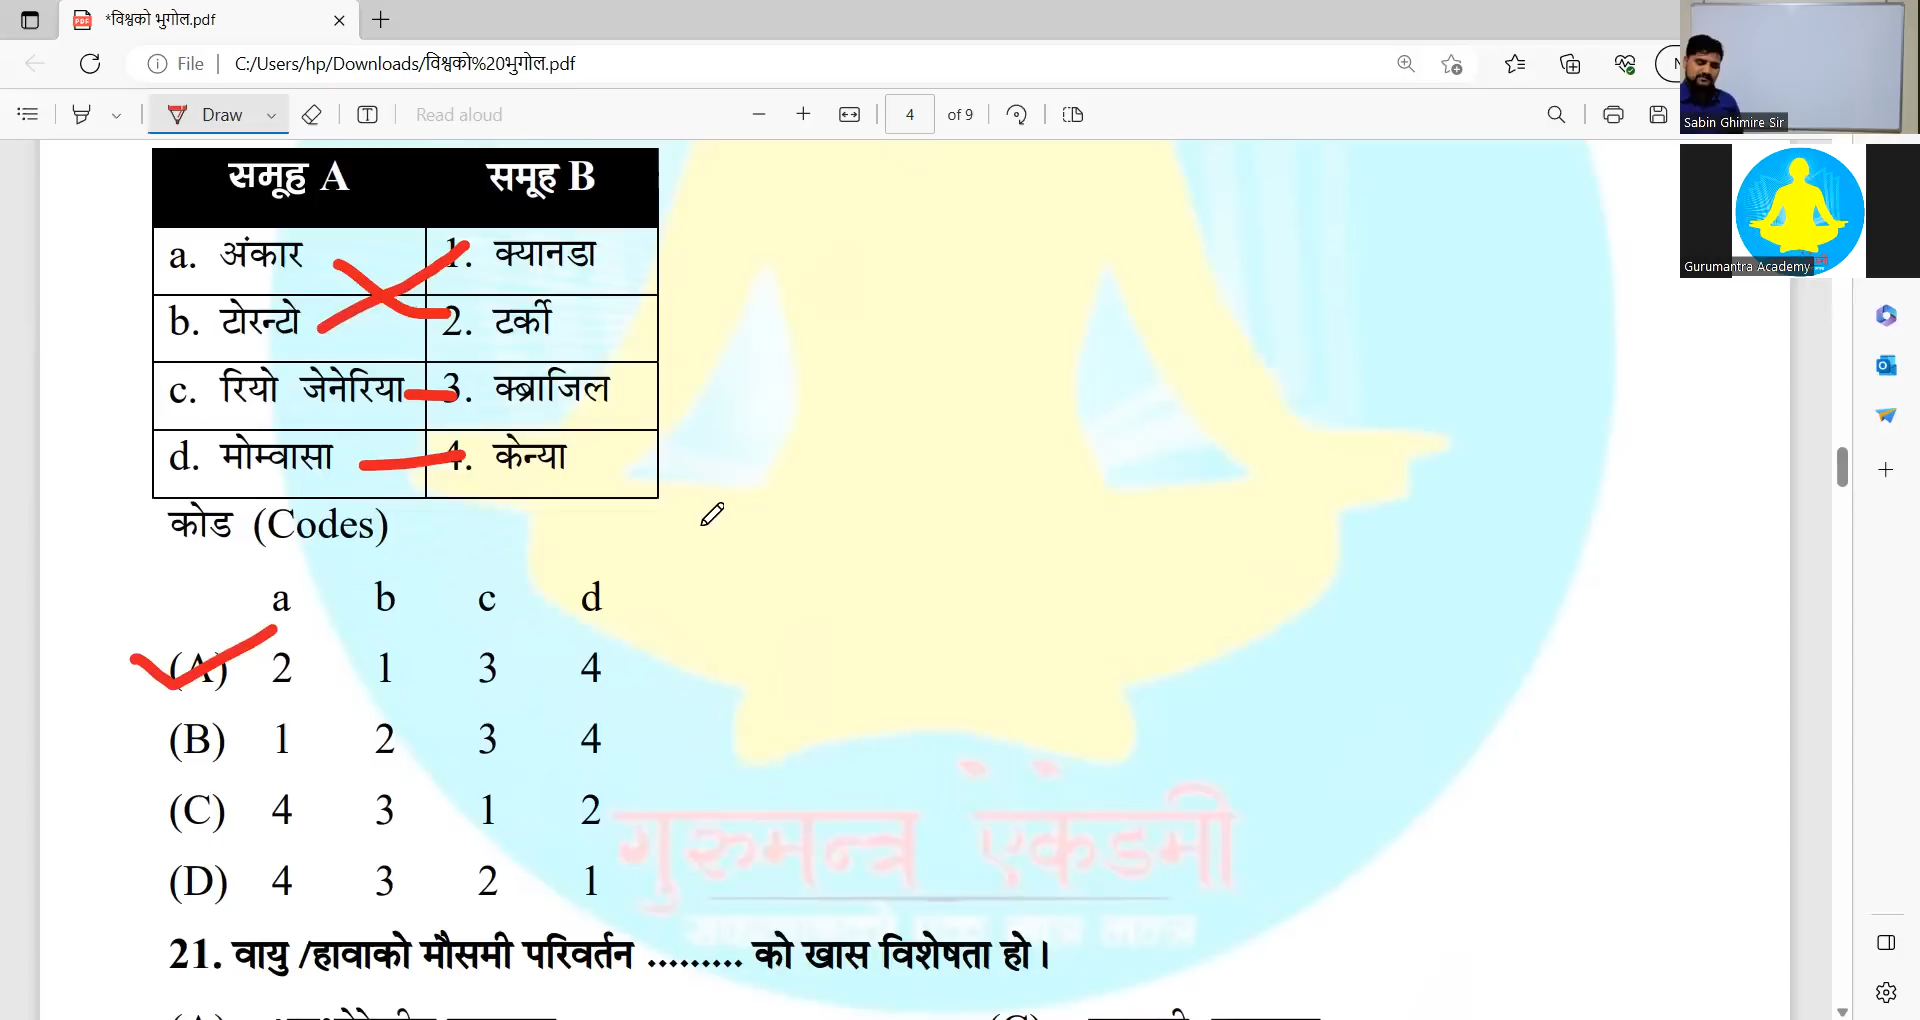 *विश्वको भुगोल.pdf
File
C:/Users/hp/Downloads/विश्वको%20भुगोल.pdf
Draw
Read aloud
4 of 9
Sabin Ghimire Sir
Gurumantra Academy
समूह A समूह B
a. अंकार 1. क्यानडा
b. टोरन्टो 2. टर्की
c. रियो जेनेरिया 3. क्ब्राजिल
d. मोम्वासा 4. केन्या
कोड (Codes)
a b c d
(A) 2 1 3 4
(B) 1 2 3 4
(C) 4 3 1 2
(D) 4 3 2 1
गुरुमन्त्र एकेडमी
21. वायु /हावाको मौसमी परिवर्तन ......... को खास विशेषता हो।